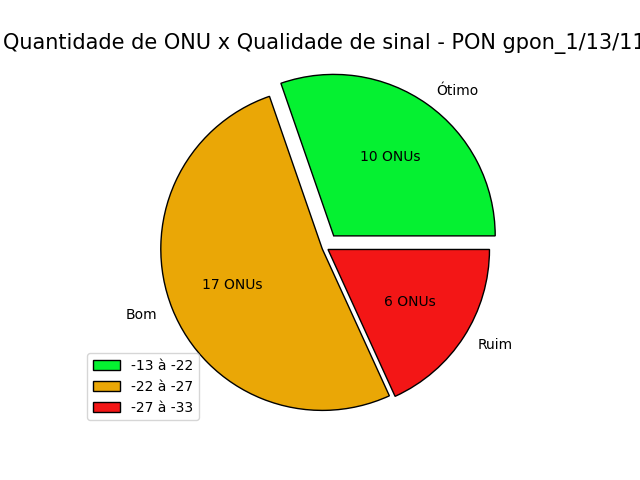 Quantidade de ONU x Qualidade de sinal - PON gpon_1/13/11
Ótimo
10 ONUs
17 ONUs
6 ONUs
Bom
Ruim
-13 à -22
-22 à -27
-27 à -33